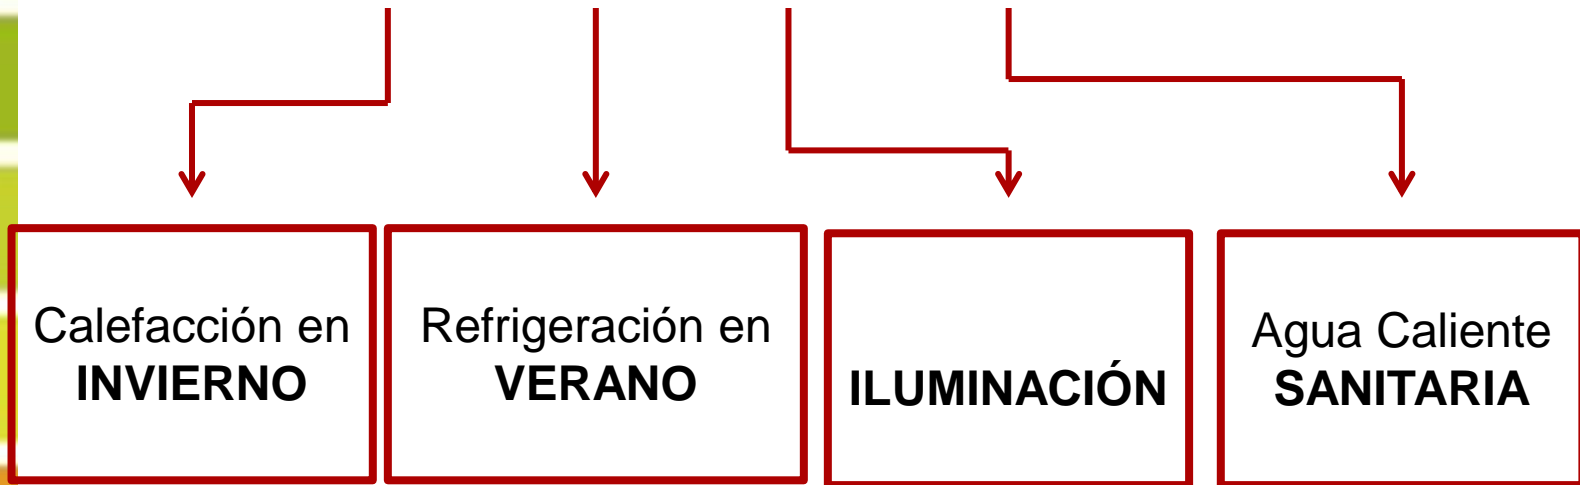 Calefacción en
INVIERNO
Refrigeración en
VERANO
ILUMINACIÓN
Agua Caliente
SANITARIA